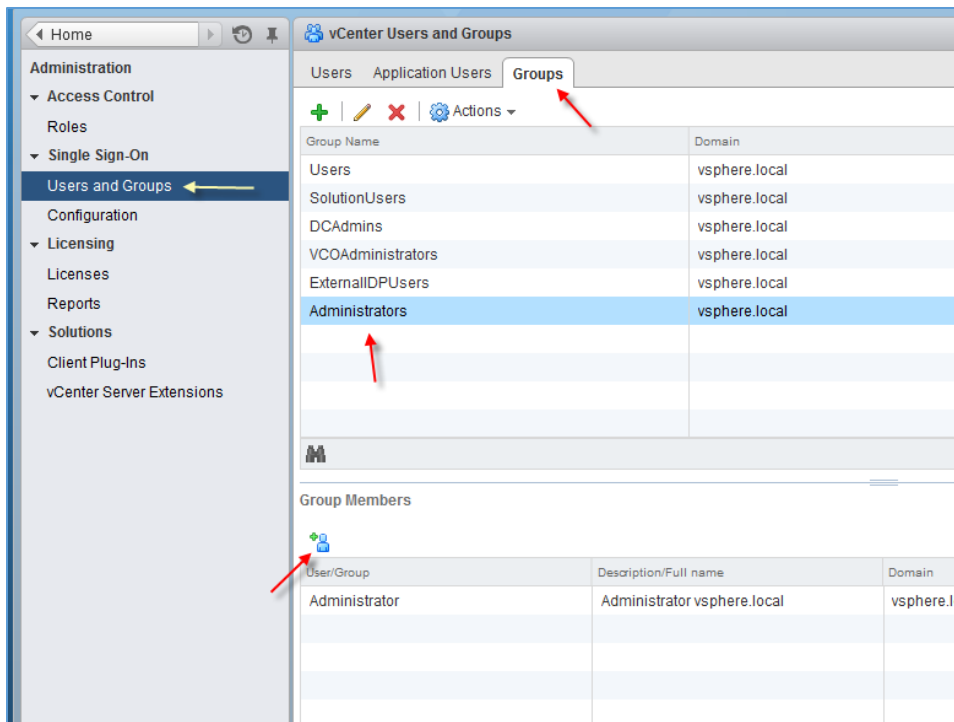 Home
vCenter Users and Groups
Administration
Access Control
Roles
Single Sign-On
Users and Groups
Configuration
Licensing
Licenses
Reports
Solutions
Client Plug-Ins
vCenter Server Extensions
Users Application Users Groups
Actions
Group Name Domain
Users vsphere.local
SolutionUsers vsphere.local
DCAdmins vsphere.local
VCOAdministrators vsphere.local
ExternalIDPUsers vsphere.local
Administrators vsphere.local
Group Members
User/Group Description/Full name Domain
Administrator Administrator vsphere.local vsphere.l